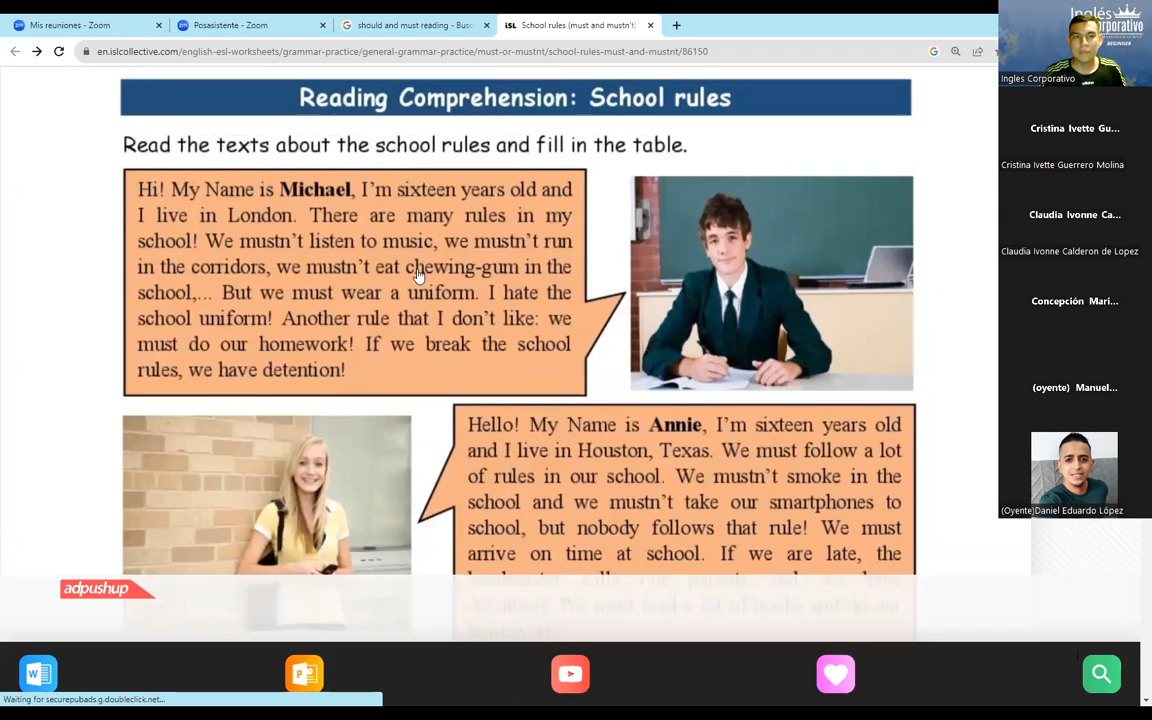 Mis reuniones - Zoom
Posasistente - Zoom
should and must reading - Busc
iSL School rules (must and mustn't)
en.islcollective.com/english-esl-worksheets/grammar-practice/general-grammar-practice/must-or-mustnt/school-rules-must-and-mustnt/86150
Reading Comprehension: School rules
Read the texts about the school rules and fill in the table.
Hi! My Name is Michael, I'm sixteen years old and
I live in London. There are many rules in my
school! We mustn't listen to music, we mustn't run
in the corridors, we mustn't eat chewing-gum in the
school,... But we must wear a uniform. I hate the
school uniform! Another rule that I don't like: we
must do our homework! If we break the school
rules, we have detention!
Hello! My Name is Annie, I'm sixteen years old
and I live in Houston, Texas. We must follow a lot
of rules in our school. We mustn't smoke in the
school and we mustn't take our smartphones to
school, but nobody follows that rule! We must
arrive on time at school. If we are late, the
adpushup
Waiting for securepubads.g.doubleclick.net...
Inglés
Corporativo
BEGINNER
Ingles Corporativo
Cristina Ivette Gu...
Cristina Ivette Guerrero Molina
Claudia Ivonne Ca...
Claudia Ivonne Calderon de Lopez
Concepción Mari...
(oyente) Manuel...
(Oyente)Daniel Eduardo López